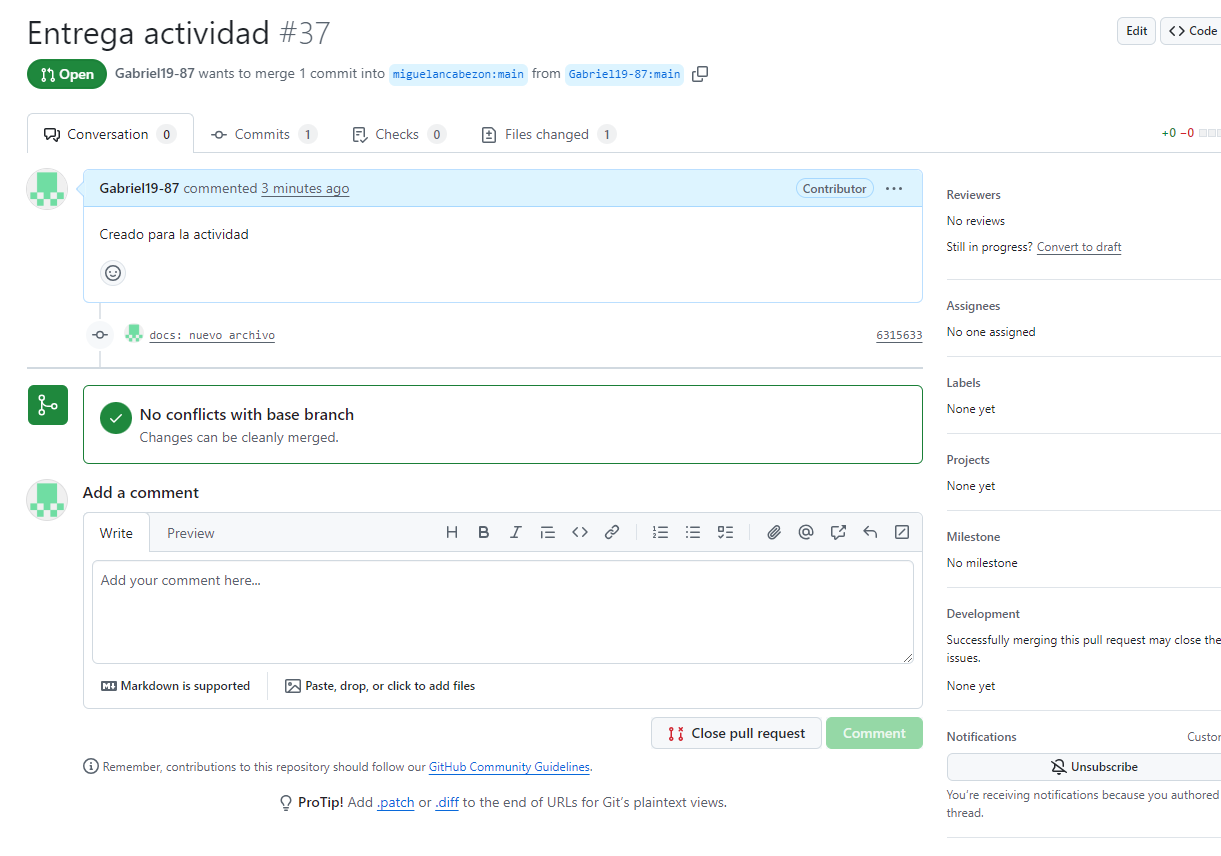 Entrega actividad #37
Edit
Code
Open
Gabriel19-87 wants to merge 1 commit into miguelancabezon:main from Gabriel19-87:main
Conversation 0
Commits 1
Checks 0
Files changed 1
+0 −0
Gabriel19-87 commented 3 minutes ago
Contributor
Creado para la actividad
docs: nuevo archivo
6315633
No conflicts with base branch
Changes can be cleanly merged.
Add a comment
Write
Preview
Add your comment here...
Markdown is supported
Paste, drop, or click to add files
Close pull request
Comment
Remember, contributions to this repository should follow our GitHub Community Guidelines.
ProTip! Add .patch or .diff to the end of URLs for Git’s plaintext views.
Reviewers
No reviews
Still in progress? Convert to draft
Assignees
No one assigned
Labels
None yet
Projects
None yet
Milestone
No milestone
Development
Successfully merging this pull request may close the
issues.
None yet
Notifications
Custor
Unsubscribe
You’re receiving notifications because you authored
thread.